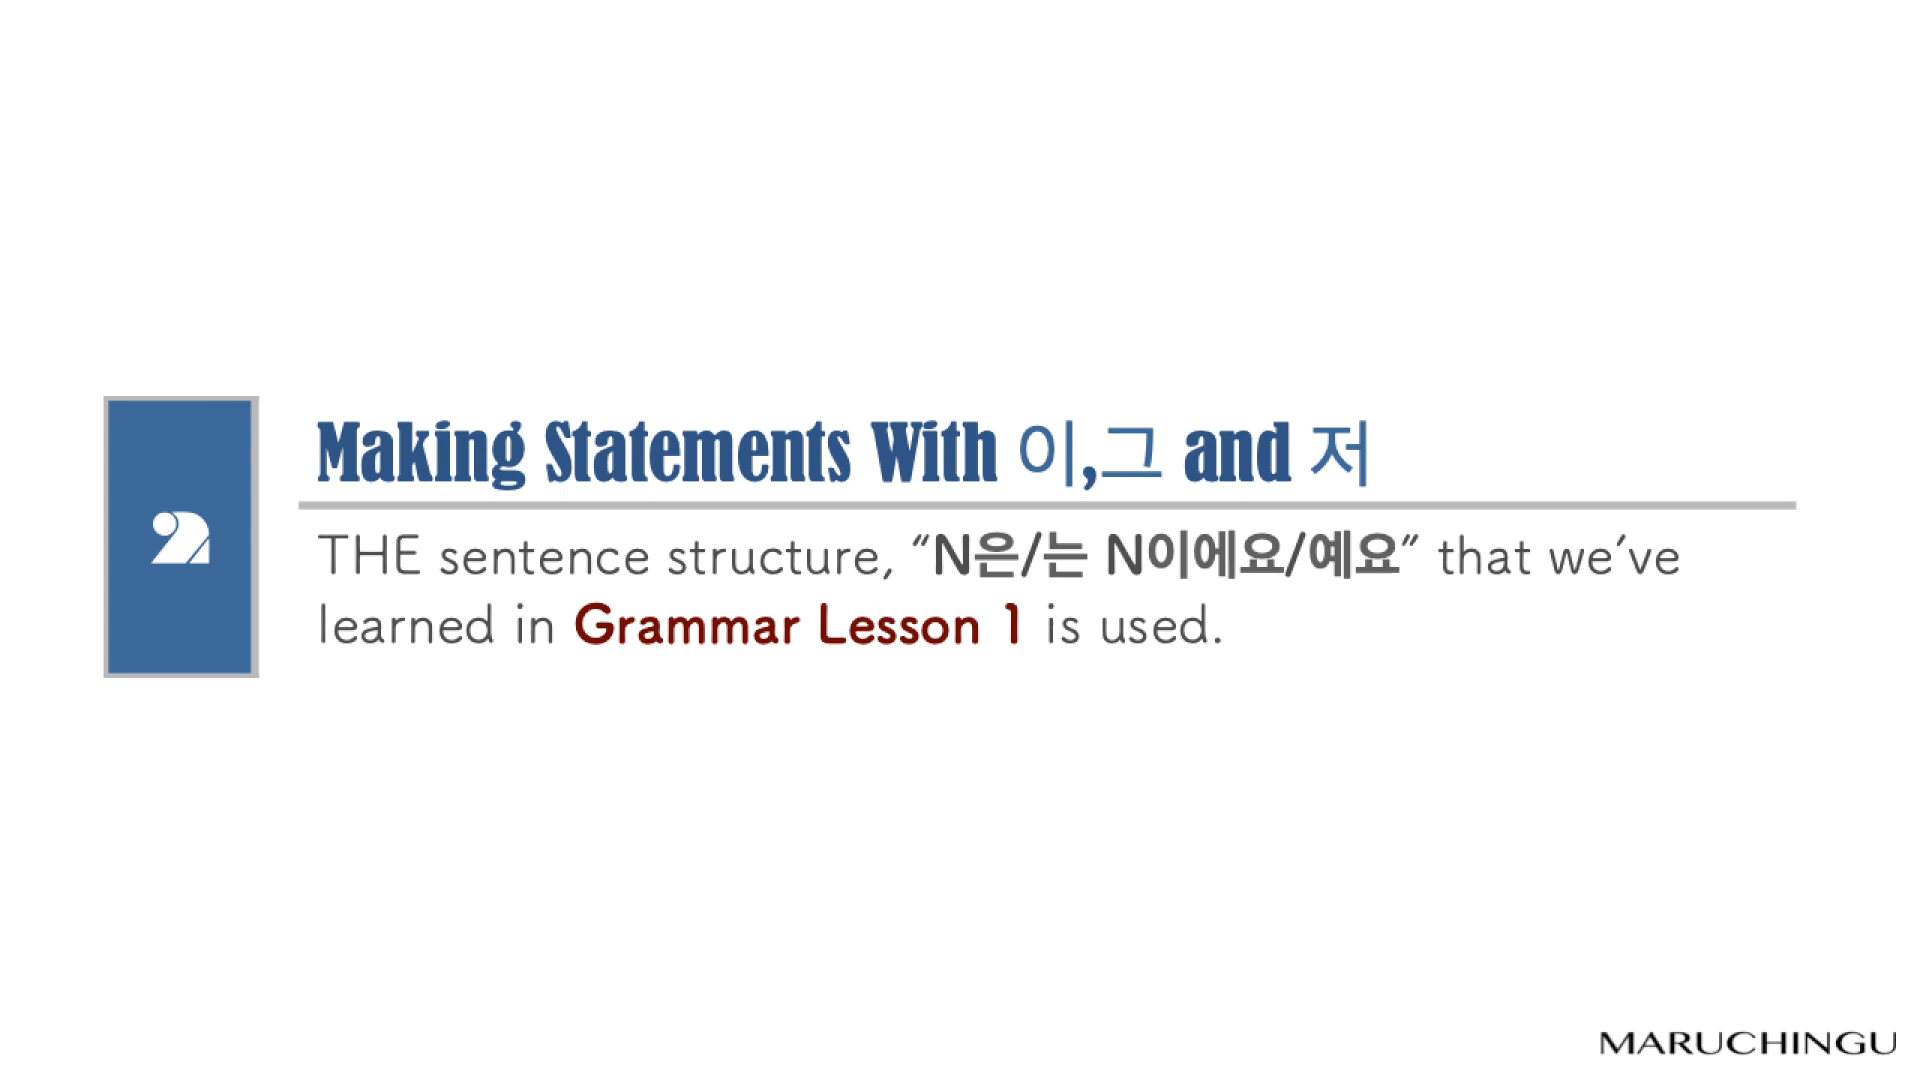 2
Making Statements With 이,그 and 저
THE sentence structure, “N은/는 N이에요/예요” that we’ve
learned in Grammar Lesson 1 is used.
MARUCHINGU